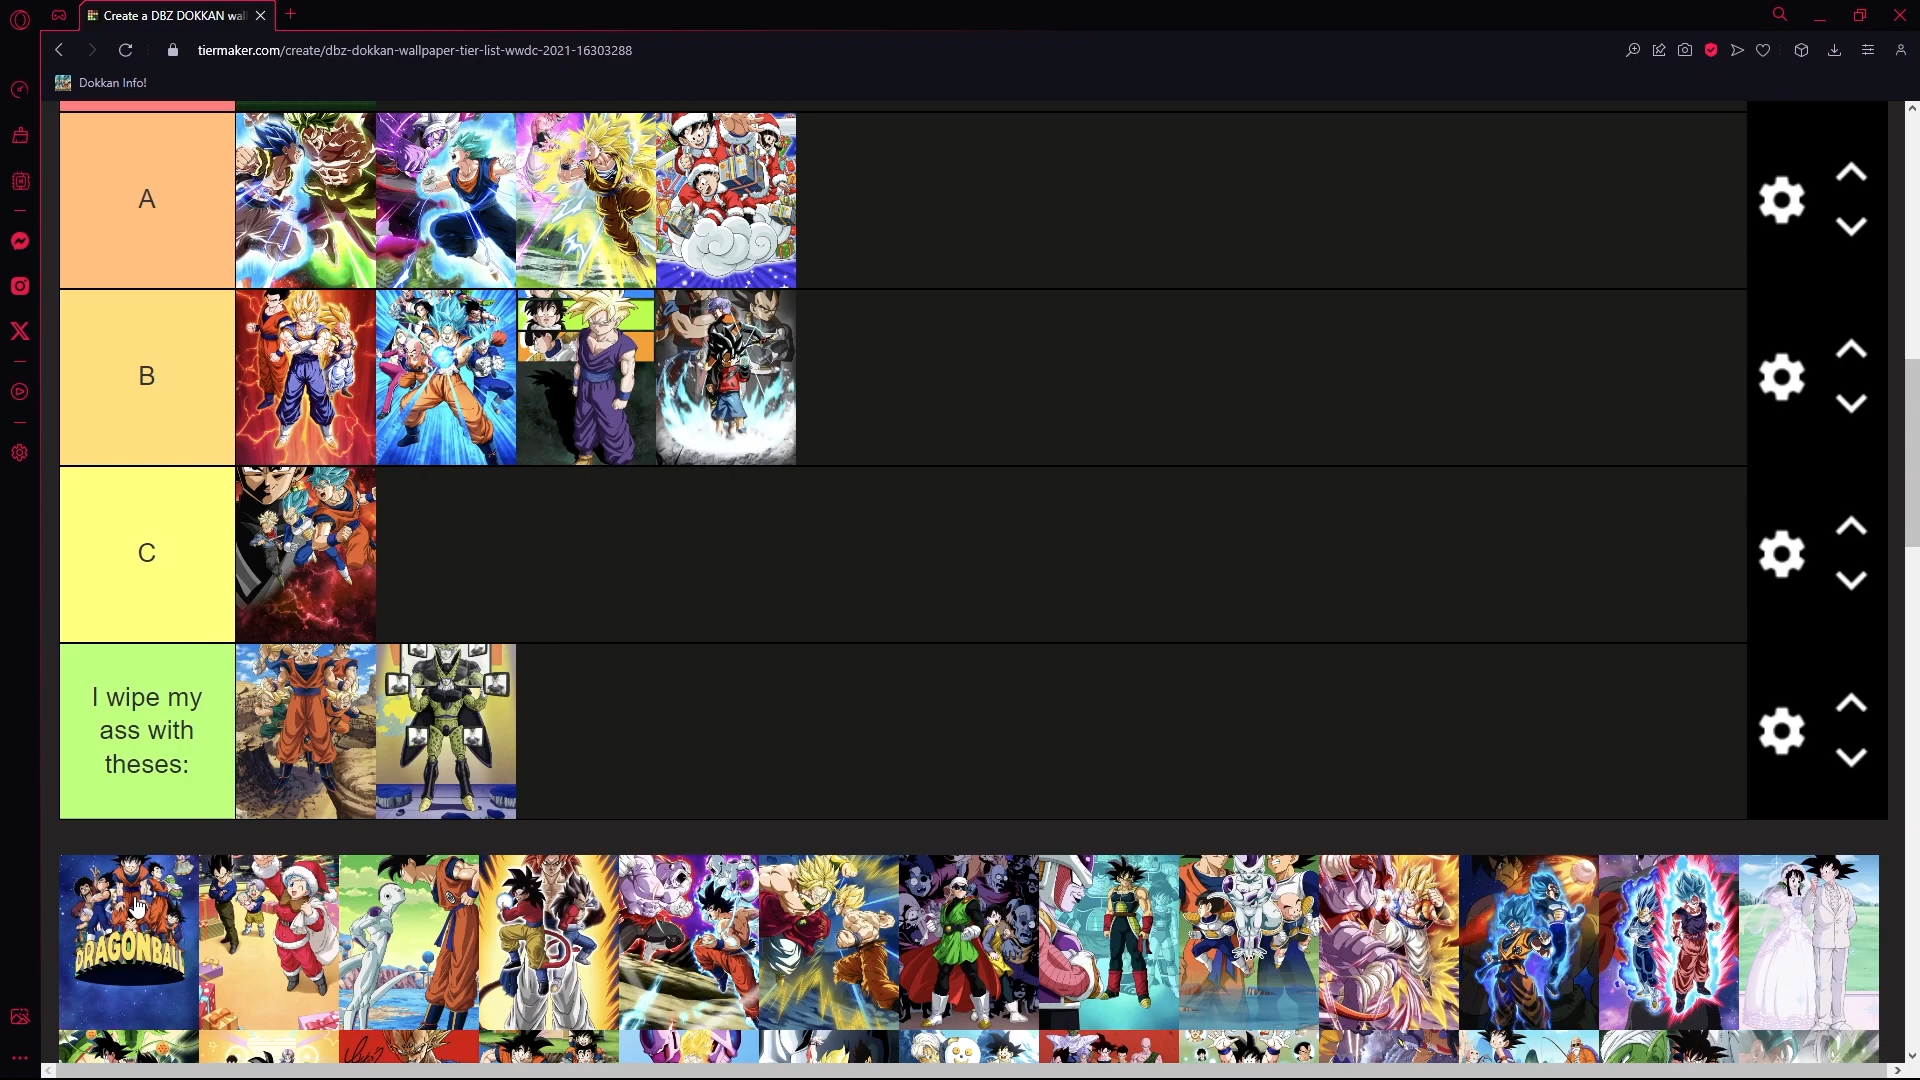 Create a DBZ DOKKAN wal
tiermaker.com/create/dbz-dokkan-wallpaper-tier-list-wwdc-2021-16303288
Dokkan Info!
A
B
C
I wipe my
ass with
theses:
DRAGONBALL